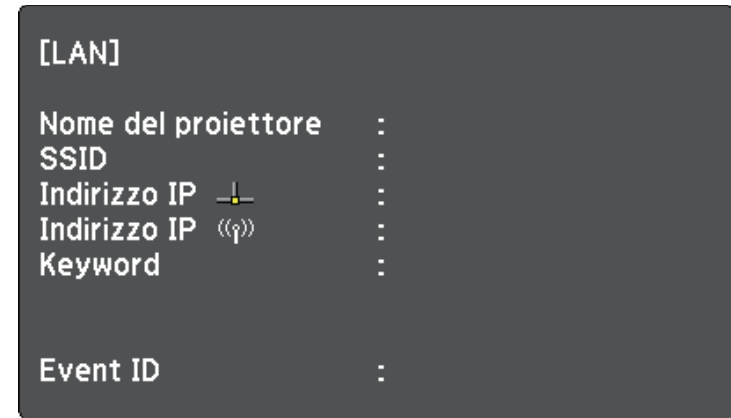 [LAN]
Nome del proiettore :
SSID :
Indirizzo IP :
Indirizzo IP :
Keyword :
Event ID :